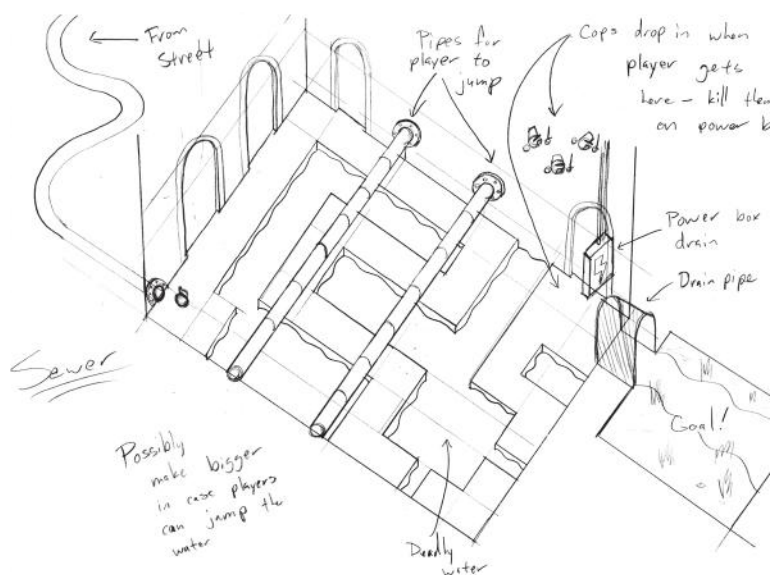 From
Street
Pipes for
player to
jump
Cops drop in when
player gets
here - kill
on power
Power box
drain
Drain pipe
Sewer
Goal!
Possibly
make bigger
in case players
can jump the
water
Deadly
water